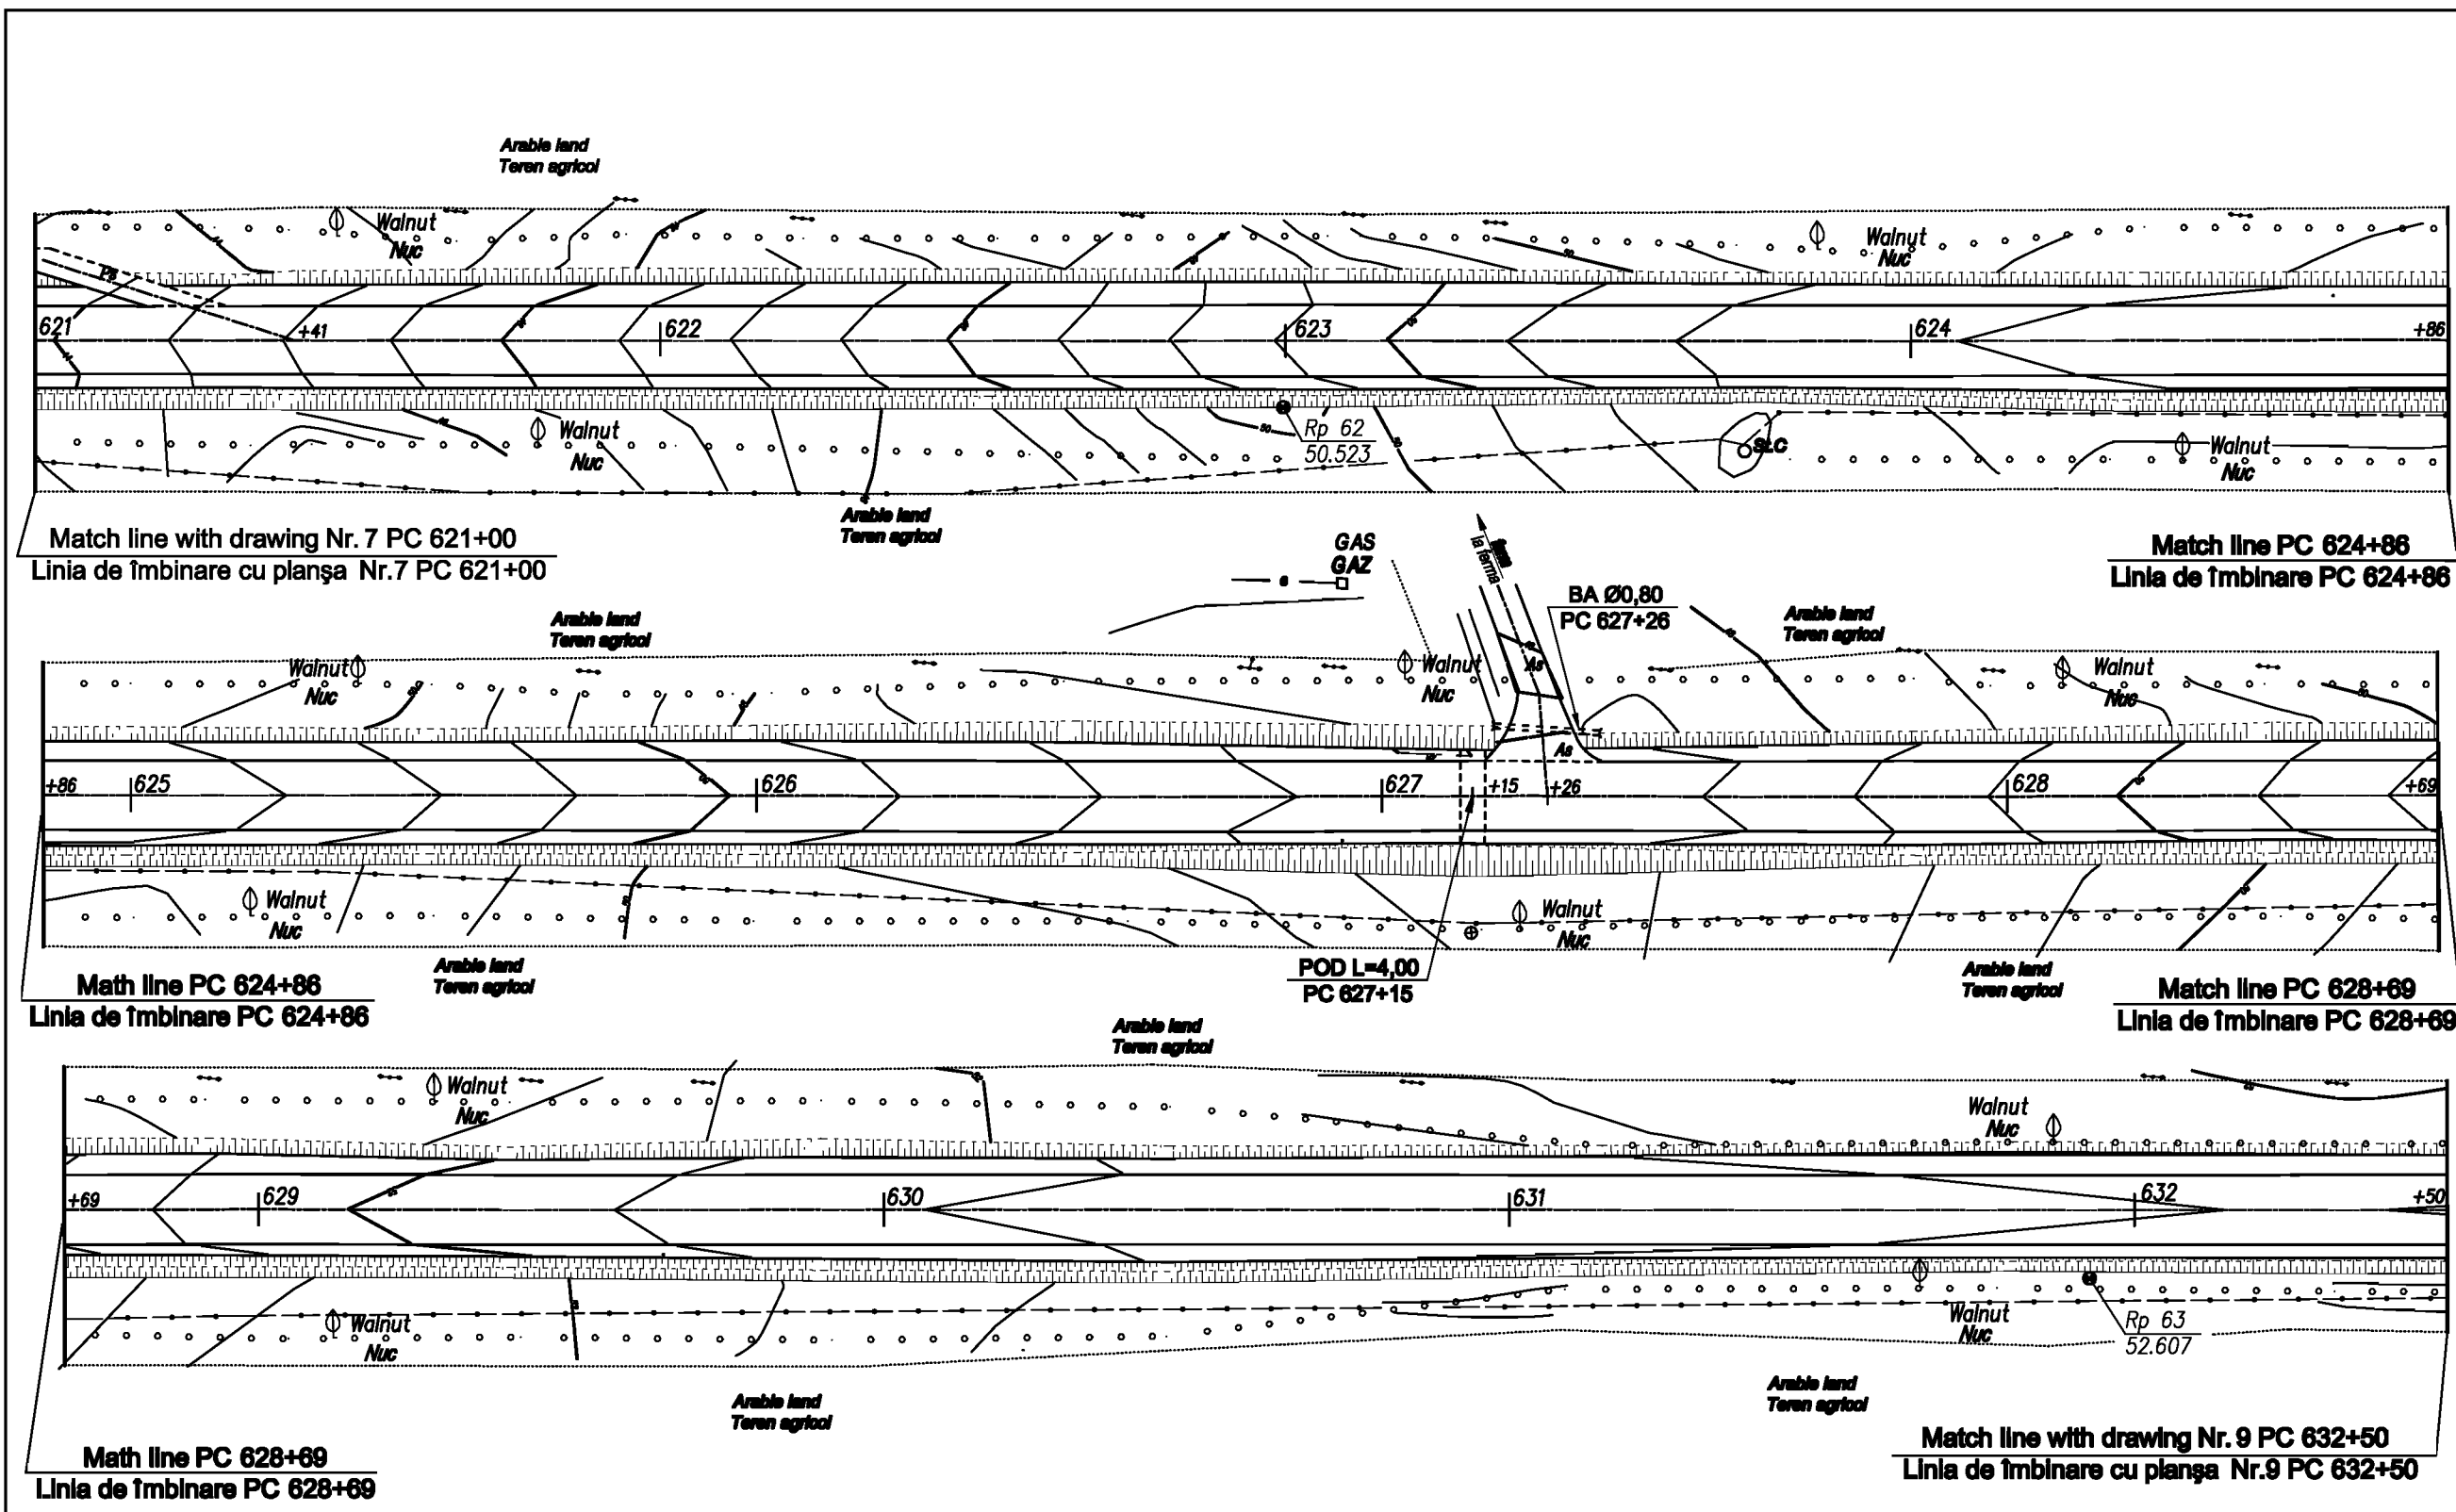 Arable land
Teren agricol
Walnut
Nuc
Walnut
Nuc
Ps
621
+41
622
623
624
+86
Walnut
Nuc
Rp 62
50.523
SLC
Walnut
Nuc
Arable land
Teren agricol
Match line with drawing Nr. 7 PC 621+00
Linia de îmbinare cu planşa Nr.7 PC 621+00
Match line PC 624+86
Linia de îmbinare PC 624+86
GAS
GAZ
la ferma
BA Ø0,80
PC 627+26
Arable land
Teren agricol
Arable land
Teren agricol
Walnut
Nuc
Walnut
Nuc
As
Walnut
Nuc
As
+86
625
626
627
+15
+26
628
+69
Walnut
Nuc
Walnut
Nuc
POD L=4,00
PC 627+15
Arable land
Teren agricol
Arable land
Teren agricol
Math line PC 624+86
Linia de îmbinare PC 624+86
Match line PC 628+69
Linia de îmbinare PC 628+69
Arable land
Teren agricol
Walnut
Nuc
Walnut
Nuc
+69
629
630
631
632
+50
Walnut
Nuc
Walnut
Nuc
Rp 63
52.607
Arable land
Teren agricol
Arable land
Teren agricol
Math line PC 628+69
Linia de îmbinare PC 628+69
Match line with drawing Nr. 9 PC 632+50
Linia de îmbinare cu planşa Nr.9 PC 632+50